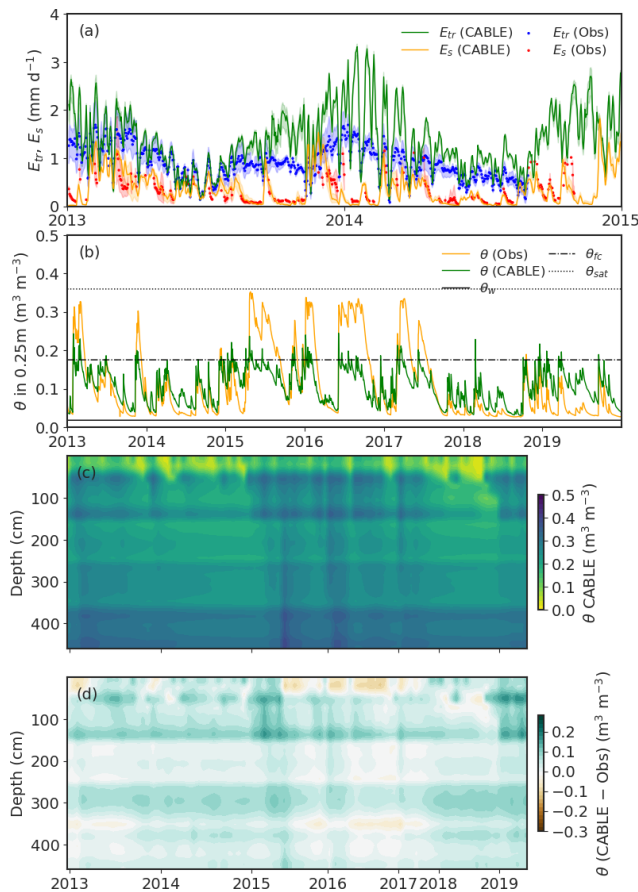 (a)
E_tr (CABLE)
E_s (CABLE)
E_tr (Obs)
E_s (Obs)
E_tr, E_s (mm d⁻¹)
4
3
2
1
0
2013
2014
2015
(b)
θ (Obs)
θ (CABLE)
θ_w
θ_fc
θ_sat
θ in 0.25m (m³ m⁻³)
0.5
0.4
0.3
0.2
0.1
0.0
2013
2014
2015
2016
2017
2018
2019
(c)
Depth (cm)
100
200
300
400
0.5
0.4
0.3
0.2
0.1
0.0
θ CABLE (m³ m⁻³)
(d)
Depth (cm)
100
200
300
400
2013
2014
2015
2016
2017
2018
2019
0.2
0.1
0.0
−0.1
−0.2
−0.3
θ (CABLE − Obs) (m³ m⁻³)